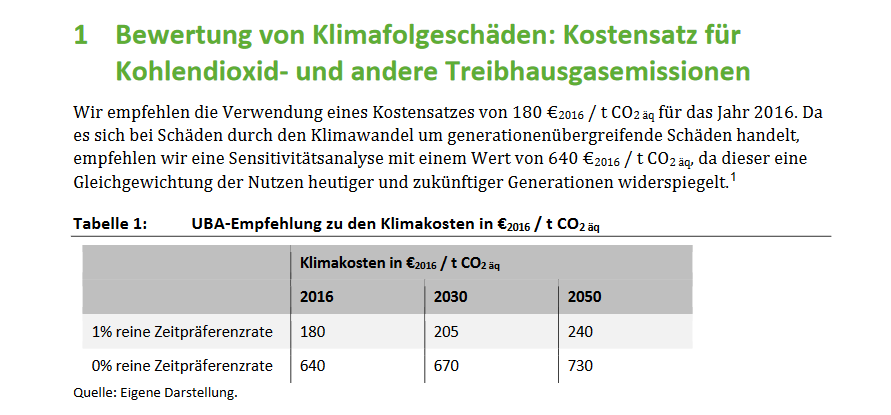 1 Bewertung von Klimafolgeschäden: Kostensatz für
Kohlendioxid- und andere Treibhausgasemissionen
Wir empfehlen die Verwendung eines Kostensatzes von 180 €2016 / t CO2 äq für das Jahr 2016. Da
es sich bei Schäden durch den Klimawandel um generationenübergreifende Schäden handelt,
empfehlen wir eine Sensitivitätsanalyse mit einem Wert von 640 €2016 / t CO2 äq, da dieser eine
Gleichgewichtung der Nutzen heutiger und zukünftiger Generationen widerspiegelt.1
Tabelle 1: UBA-Empfehlung zu den Klimakosten in €2016 / t CO2 äq
Klimakosten in €2016 / t CO2 äq
2016 2030 2050
1% reine Zeitpräferenzrate 180 205 240
0% reine Zeitpräferenzrate 640 670 730
Quelle: Eigene Darstellung.